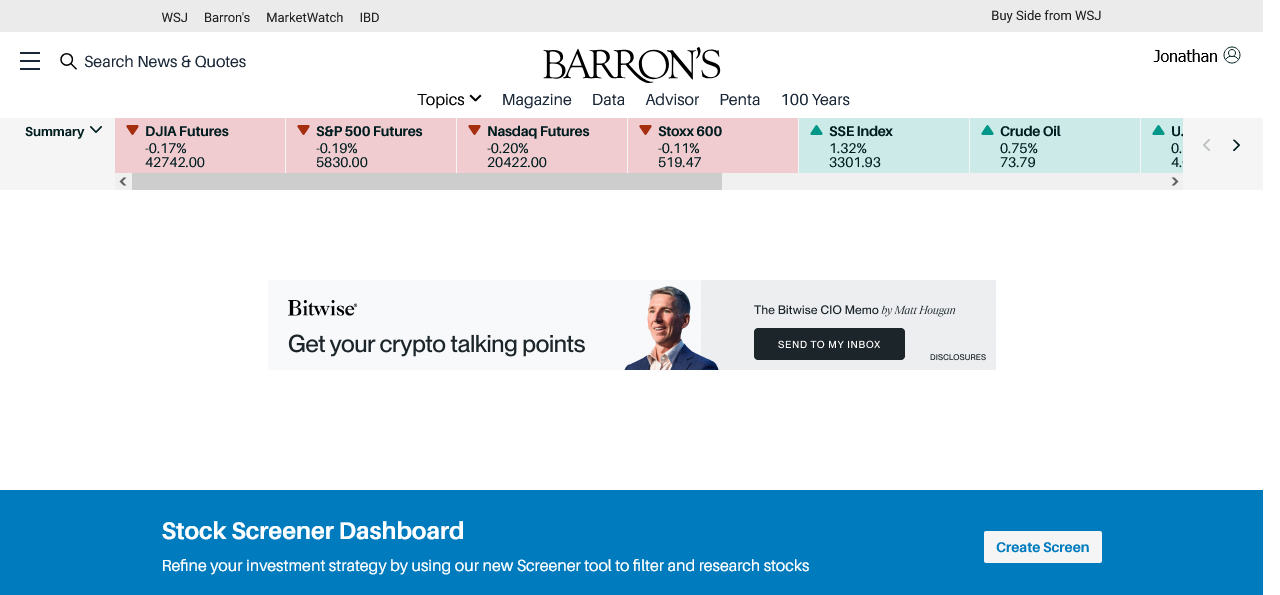 WSJ Barron's MarketWatch IBD Buy Side from WSJ
Search News & Quotes
BARRON'S
Jonathan
Topics Magazine Data Advisor Penta 100 Years
Summary
DJIA Futures
-0.17%
42742.00
S&P 500 Futures
-0.19%
5830.00
Nasdaq Futures
-0.20%
20422.00
Stoxx 600
-0.11%
519.47
SSE Index
1.32%
3301.93
Crude Oil
0.75%
73.79
U.
0.
4.
Bitwise
Get your crypto talking points
The Bitwise CIO Memo by Matt Hougan
SEND TO MY INBOX
DISCLOSURES
Stock Screener Dashboard
Refine your investment strategy by using our new Screener tool to filter and research stocks
Create Screen